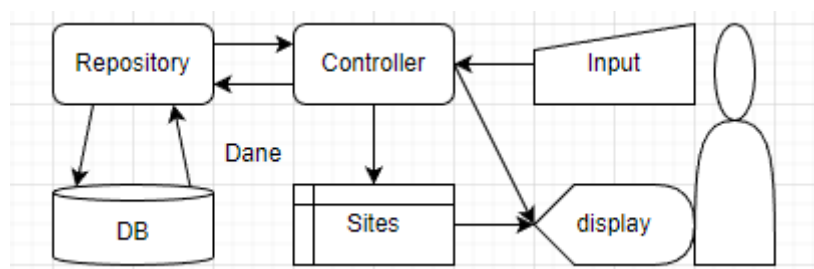 Repository
Controller
Input
Dane
DB
Sites
display